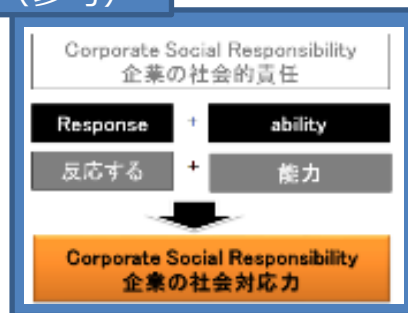 (参考)
Corporate Social Responsibility
企業の社会的責任
Response + ability
反応する + 能力
Corporate Social Responsibility
企業の社会対応力